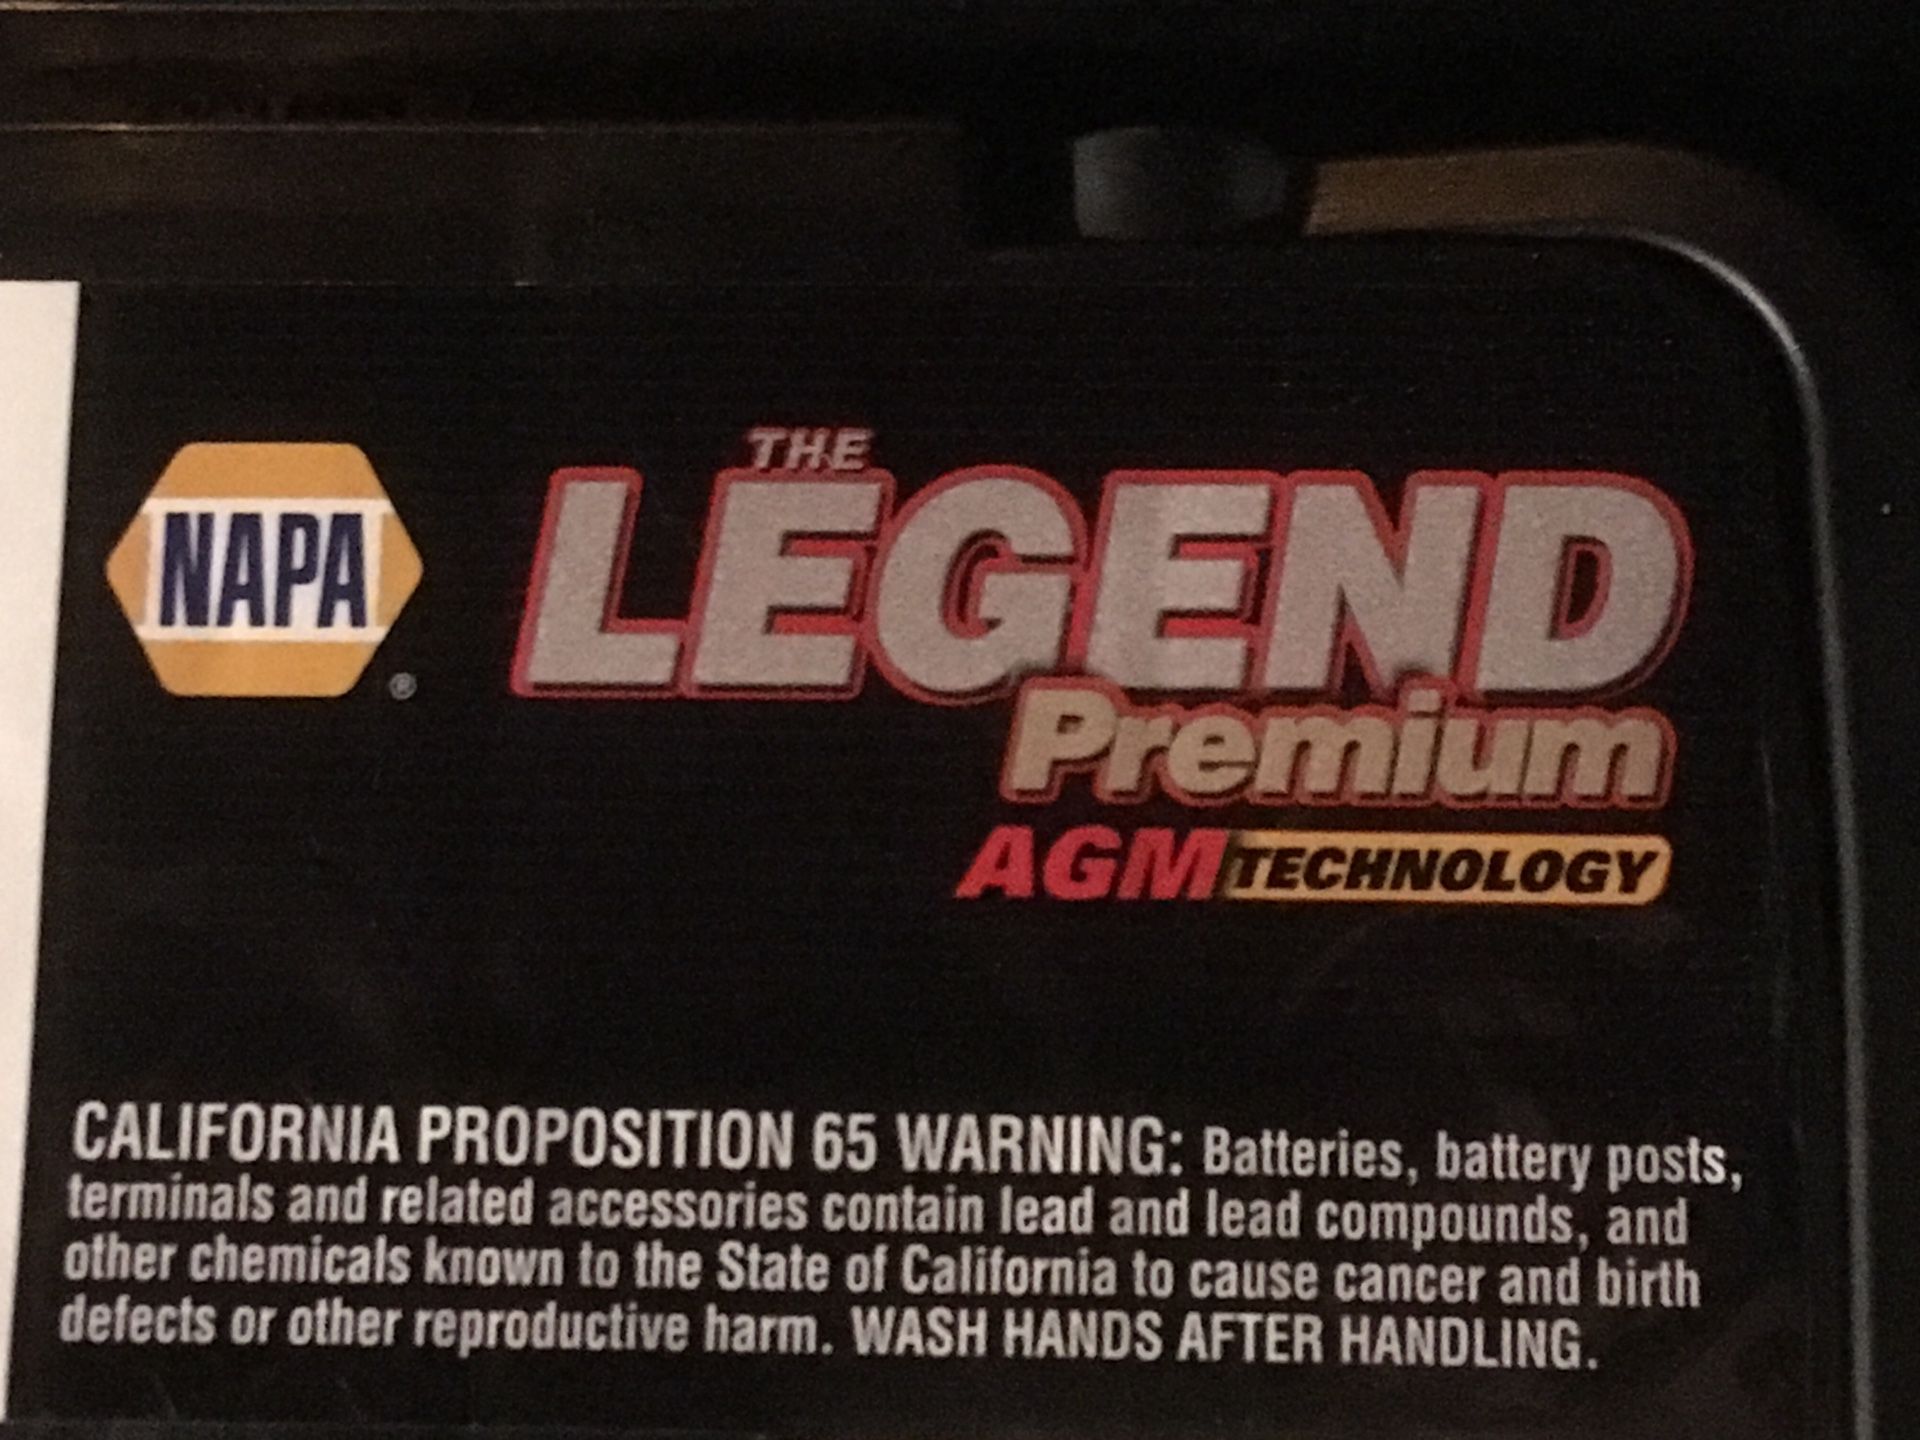 NAPA
®
THE
LEGEND
Premium
AGM TECHNOLOGY
CALIFORNIA PROPOSITION 65 WARNING: Batteries, battery posts,
terminals and related accessories contain lead and lead compounds, and
other chemicals known to the State of California to cause cancer and birth
defects or other reproductive harm. WASH HANDS AFTER HANDLING.